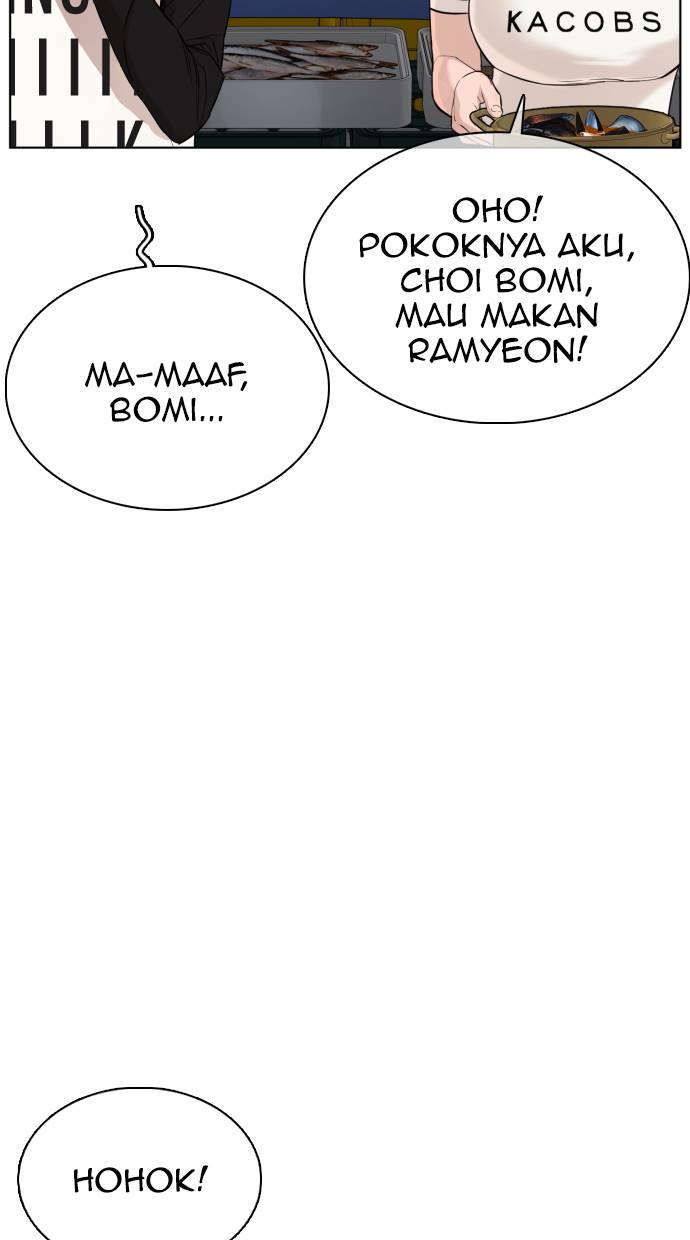 KACOBS
OHO!
POKOKNYA AKU,
CHOI BOMI,
MAU MAKAN
RAMYEON!
MA-MAAF,
BOMI...
HOHOK!